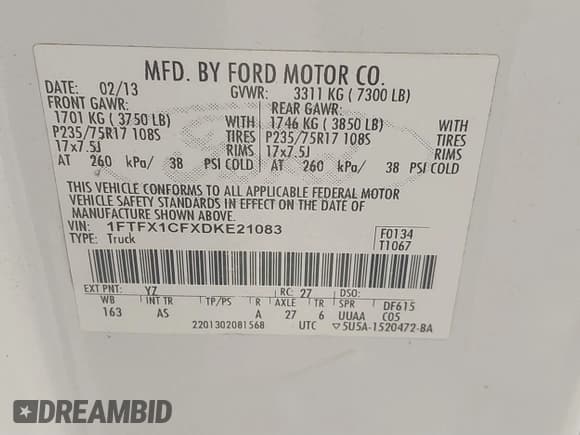 MFD. BY FORD MOTOR CO.
DATE: 02/13 GVWR: 3311 KG ( 7300 LB)
FRONT GAWR: REAR GAWR:
1701 KG ( 3750 LB) WITH 1746 KG ( 3850 LB) WITH
P235/75R17 108S TIRES P235/75R17 108S TIRES
17x7.5J RIMS 17x7.5J RIMS
AT 260 kPa/ 38 PSI COLD AT 260 kPa/ 38 PSI COLD
THIS VEHICLE CONFORMS TO ALL APPLICABLE FEDERAL MOTOR
VEHICLE SAFETY STANDARDS IN EFFECT ON THE DATE OF
MANUFACTURE SHOWN ABOVE.
VIN: 1FTFX1CFXDKE21083 F0134
TYPE: Truck T1067
EXT PNT: YZ RC: 27 DSO:
WB INT TR TP/PS R AXLE TR SPR DF615
163 AS A 27 6 UUAA C05
2201302081568 UTC ▽5U5A-1520472-BA
DREAMBID